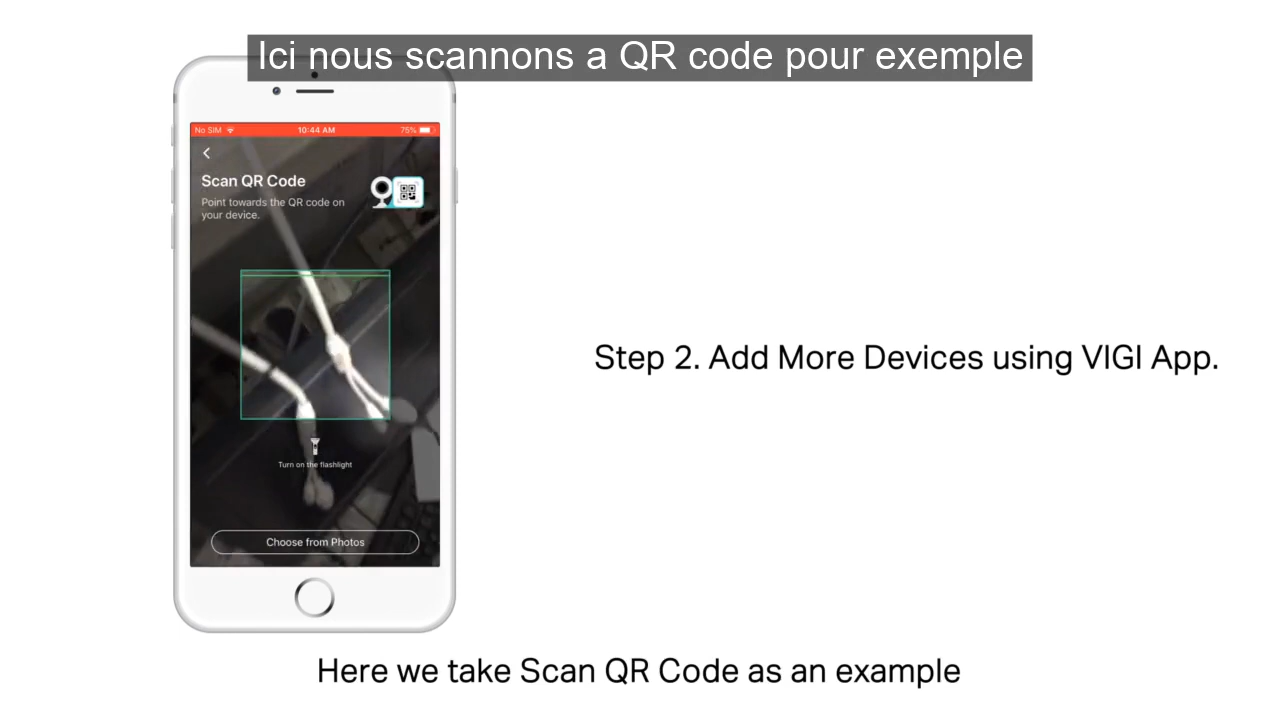 Ici nous scannons a QR code pour exemple
No SIM 10:44 AM 75%
Scan QR Code
Point towards the QR code on
your device.
Turn on the flashlight
Choose from Photos
Step 2. Add More Devices using VIGI App.
Here we take Scan QR Code as an example